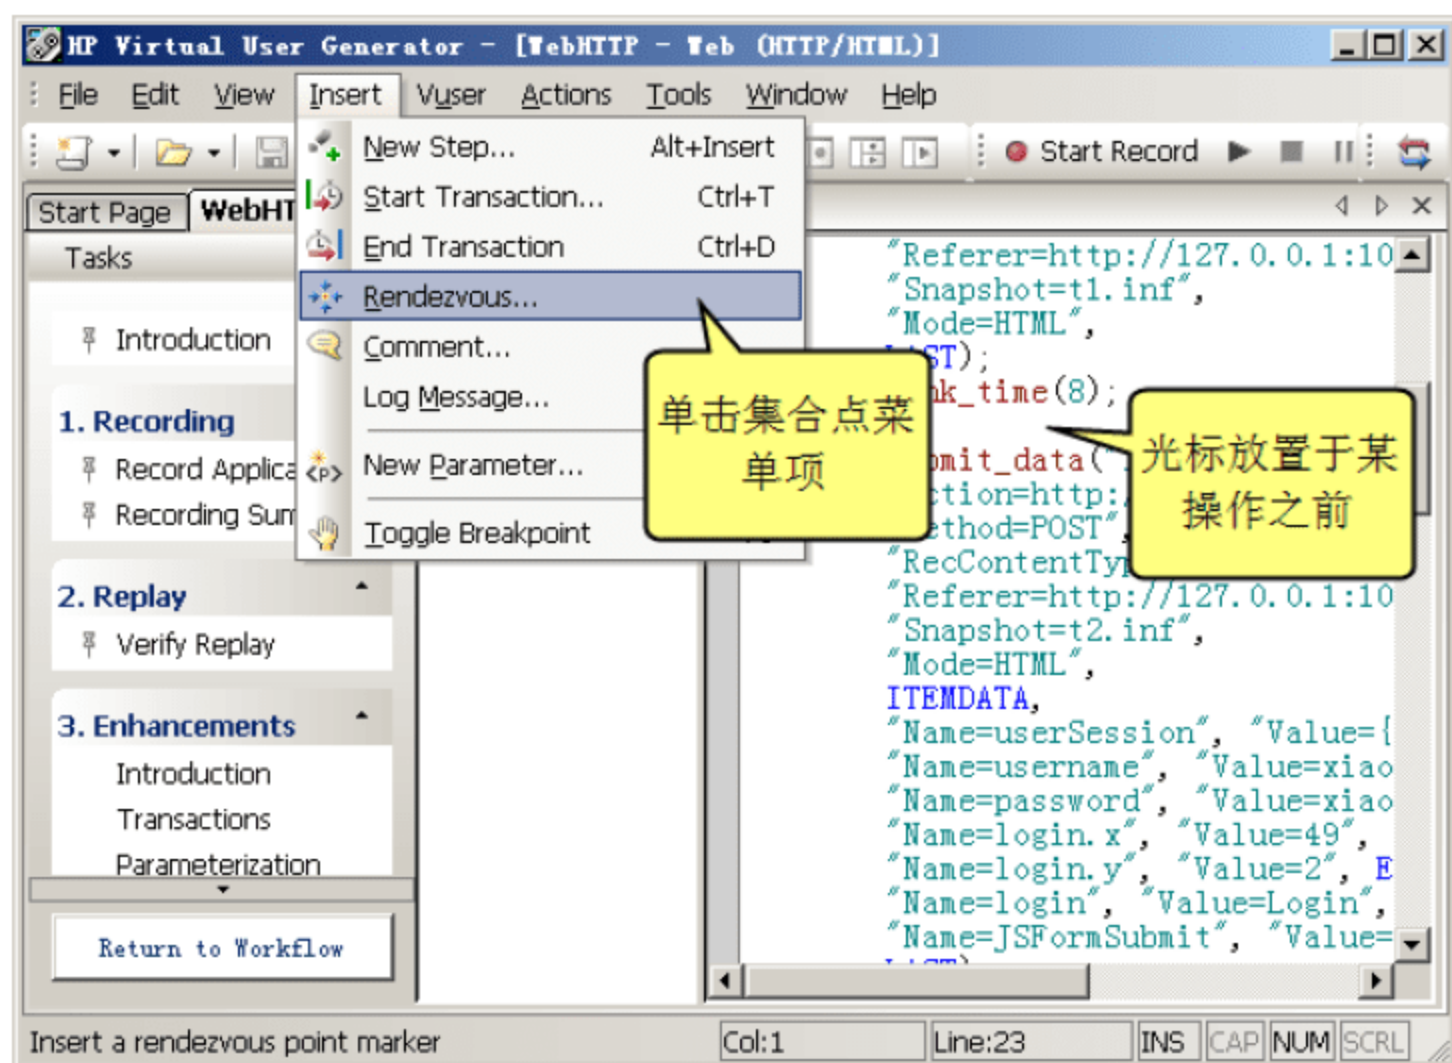 HP Virtual User Generator - [WebHTTP - Web (HTTP/HTML)]
File Edit View Insert Vuser Actions Tools Window Help
New Step... Alt+Insert
Start Record
Start Transaction... Ctrl+T
Start Page WebHT
End Transaction Ctrl+D
Tasks
Rendezvous...
Introduction
Comment...
Log Message...
1. Recording
New Parameter...
Record Applica
<P>
Recording Sum
Toggle Breakpoint
2. Replay
Verify Replay
3. Enhancements
Introduction
Transactions
Parameterization
Return to Workflow
单击集合点菜
单项
光标放置于某
操作之前
"Referer=http://127.0.0.1:10
"Snapshot=t1.inf",
"Mode=HTML",
ST);
k_time(8);
bmit_data("
ction=http:
ethod=POST",
"RecContentTyp
"Referer=http://127.0.0.1:10
"Snapshot=t2.inf",
"Mode=HTML",
ITEMDATA,
"Name=userSession", "Value={
"Name=username", "Value=xiao
"Name=password", "Value=xiao
"Name=login.x", "Value=49",
"Name=login.y", "Value=2", E
"Name=login", "Value=Login",
"Name=JSFormSubmit", "Value=
Insert a rendezvous point marker Col:1 Line:23 INS CAP NUM SCRL